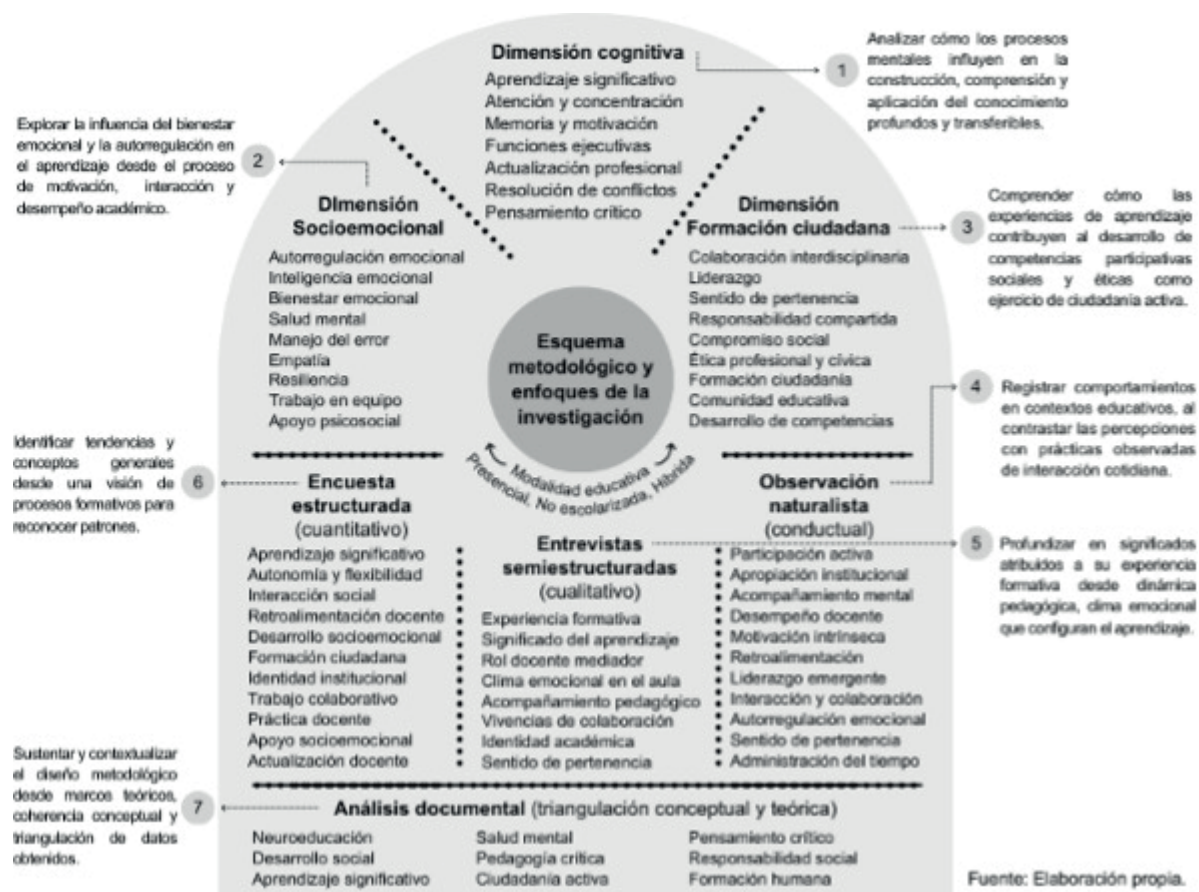 Dimensión cognitiva
Aprendizaje significativo
Atención y concentración
Memoria y motivación
Funciones ejecutivas
Actualización profesional
Resolución de conflictos
Pensamiento crítico
1
Analizar cómo los procesos
mentales influyen en la
construcción, comprensión y
aplicación del conocimiento
profundos y transferibles.
Explorar la influencia del bienestar
emocional y la autorregulación en
el aprendizaje desde el proceso
de motivación, interacción y
desempeño académico.
2
DImensión
Socioemocional
Autorregulación emocional
Inteligencia emocional
Bienestar emocional
Salud mental
Manejo del error
Empatía
Resiliencia
Trabajo en equipo
Apoyo psicosocial
Dimensión
Formación ciudadana
Colaboración interdisciplinaria
Liderazgo
Sentido de pertenencia
Responsabilidad compartida
Compromiso social
Ética profesional y cívica
Formación ciudadanía
Comunidad educativa
Desarrollo de competencias
3
Comprender cómo las
experiencias de aprendizaje
contribuyen al desarrollo de
competencias participativas
sociales y éticas como
ejercicio de ciudadanía activa.
Esquema
metodológico y
enfoques de la
investigación
Modalidad educativa
Presencial, No escolarizada, Híbrida
4
Registrar comportamientos
en contextos educativos, al
contrastar las percepciones
con prácticas observadas
de interacción cotidiana.
Identificar tendencias y
conceptos generales
desde una visión de
procesos formativos para
reconocer patrones.
6
Encuesta
estructurada
(cuantitativo)
Aprendizaje significativo
Autonomía y flexibilidad
Interacción social
Retroalimentación docente
Desarrollo socioemocional
Formación ciudadana
Identidad institucional
Trabajo colaborativo
Práctica docente
Apoyo socioemocional
Actualización docente
Entrevistas
semiestructuradas
(cualitativo)
Experiencia formativa
Significado del aprendizaje
Rol docente mediador
Clima emocional en el aula
Acompañamiento pedagógico
Vivencias de colaboración
Identidad académica
Sentido de pertenencia
Observación
naturalista
(conductual)
Participación activa
Apropiación institucional
Acompañamiento mental
Desempeño docente
Motivación intrínseca
Retroalimentación
Liderazgo emergente
Interacción y colaboración
Autorregulación emocional
Sentido de pertenencia
Administración del tiempo
5
Profundizar en significados
atribuidos a su experiencia
formativa desde dinámica
pedagógica, clima emocional
que configuran el aprendizaje.
Sustentar y contextualizar
el diseño metodológico
desde marcos teóricos,
coherencia conceptual y
triangulación de datos
obtenidos.
7
Análisis documental (triangulación conceptual y teórica)
Neuroeducación
Desarrollo social
Aprendizaje significativo
Salud mental
Pedagogía crítica
Ciudadanía activa
Pensamiento crítico
Responsabilidad social
Formación humana
Fuente: Elaboración propia.